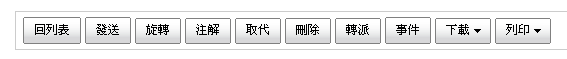 回列表 發送 旋轉 注解 取代 刪除 轉派 事件 下載 列印